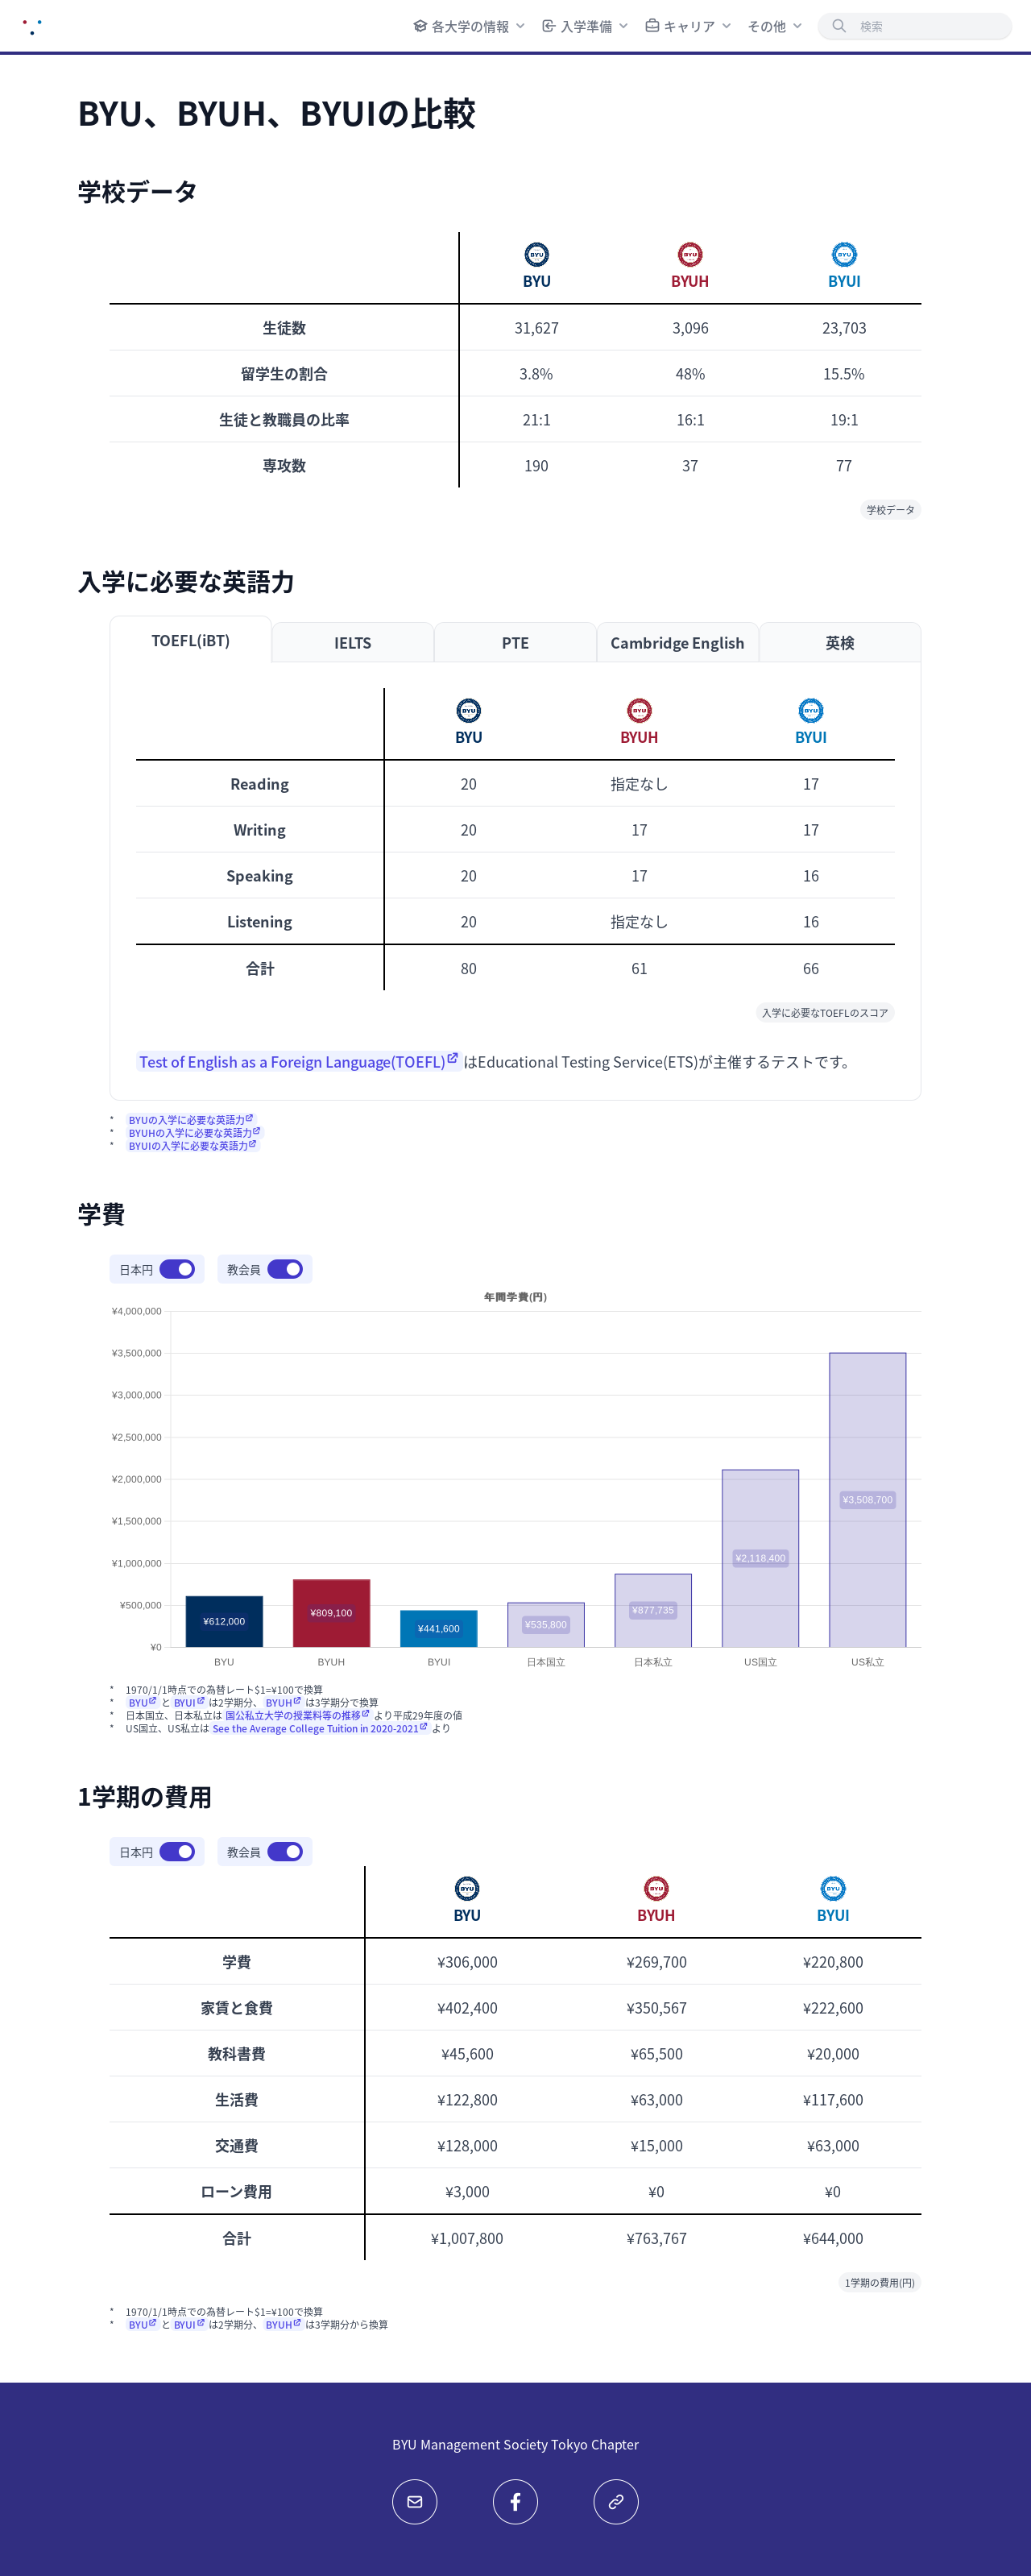 各大学の情報 入学準備 キャリア その他 検索
BYU、BYUH、BYUIの比較
学校データ
BYU BYUH BYUI
生徒数 31,627 3,096 23,703
留学生の割合 3.8% 48% 15.5%
生徒と教職員の比率 21:1 16:1 19:1
専攻数 190 37 77
学校データ
入学に必要な英語力
TOEFL(iBT) IELTS PTE Cambridge English 英検
BYU BYUH BYUI
Reading 20 指定なし 17
Writing 20 17 17
Speaking 20 17 16
Listening 20 指定なし 16
合計 80 61 66
入学に必要なTOEFLのスコア
Test of English as a Foreign Language(TOEFL) はEducational Testing Service(ETS)が主催するテストです。
* BYUの入学に必要な英語力
* BYUHの入学に必要な英語力
* BYUIの入学に必要な英語力
学費
日本円 教会員
年間学費(円)
¥4,000,000
¥3,500,000
¥3,000,000
¥2,500,000
¥2,000,000
¥1,500,000
¥1,000,000
¥500,000
¥0
¥612,000 ¥809,100 ¥441,600 ¥535,800 ¥877,735 ¥2,118,400 ¥3,508,700
BYU BYUH BYUI 日本国立 日本私立 US国立 US私立
* 1970/1/1時点での為替レート$1=¥100で換算
* BYU と BYUI は2学期分、 BYUH は3学期分で換算
* 日本国立、日本私立は 国公私立大学の授業料等の推移 より平成29年度の値
* US国立、US私立は See the Average College Tuition in 2020-2021 より
1学期の費用
日本円 教会員
BYU BYUH BYUI
学費 ¥306,000 ¥269,700 ¥220,800
家賃と食費 ¥402,400 ¥350,567 ¥222,600
教科書費 ¥45,600 ¥65,500 ¥20,000
生活費 ¥122,800 ¥63,000 ¥117,600
交通費 ¥128,000 ¥15,000 ¥63,000
ローン費用 ¥3,000 ¥0 ¥0
合計 ¥1,007,800 ¥763,767 ¥644,000
1学期の費用(円)
* 1970/1/1時点での為替レート$1=¥100で換算
* BYU と BYUI は2学期分、 BYUH は3学期分から換算
BYU Management Society Tokyo Chapter